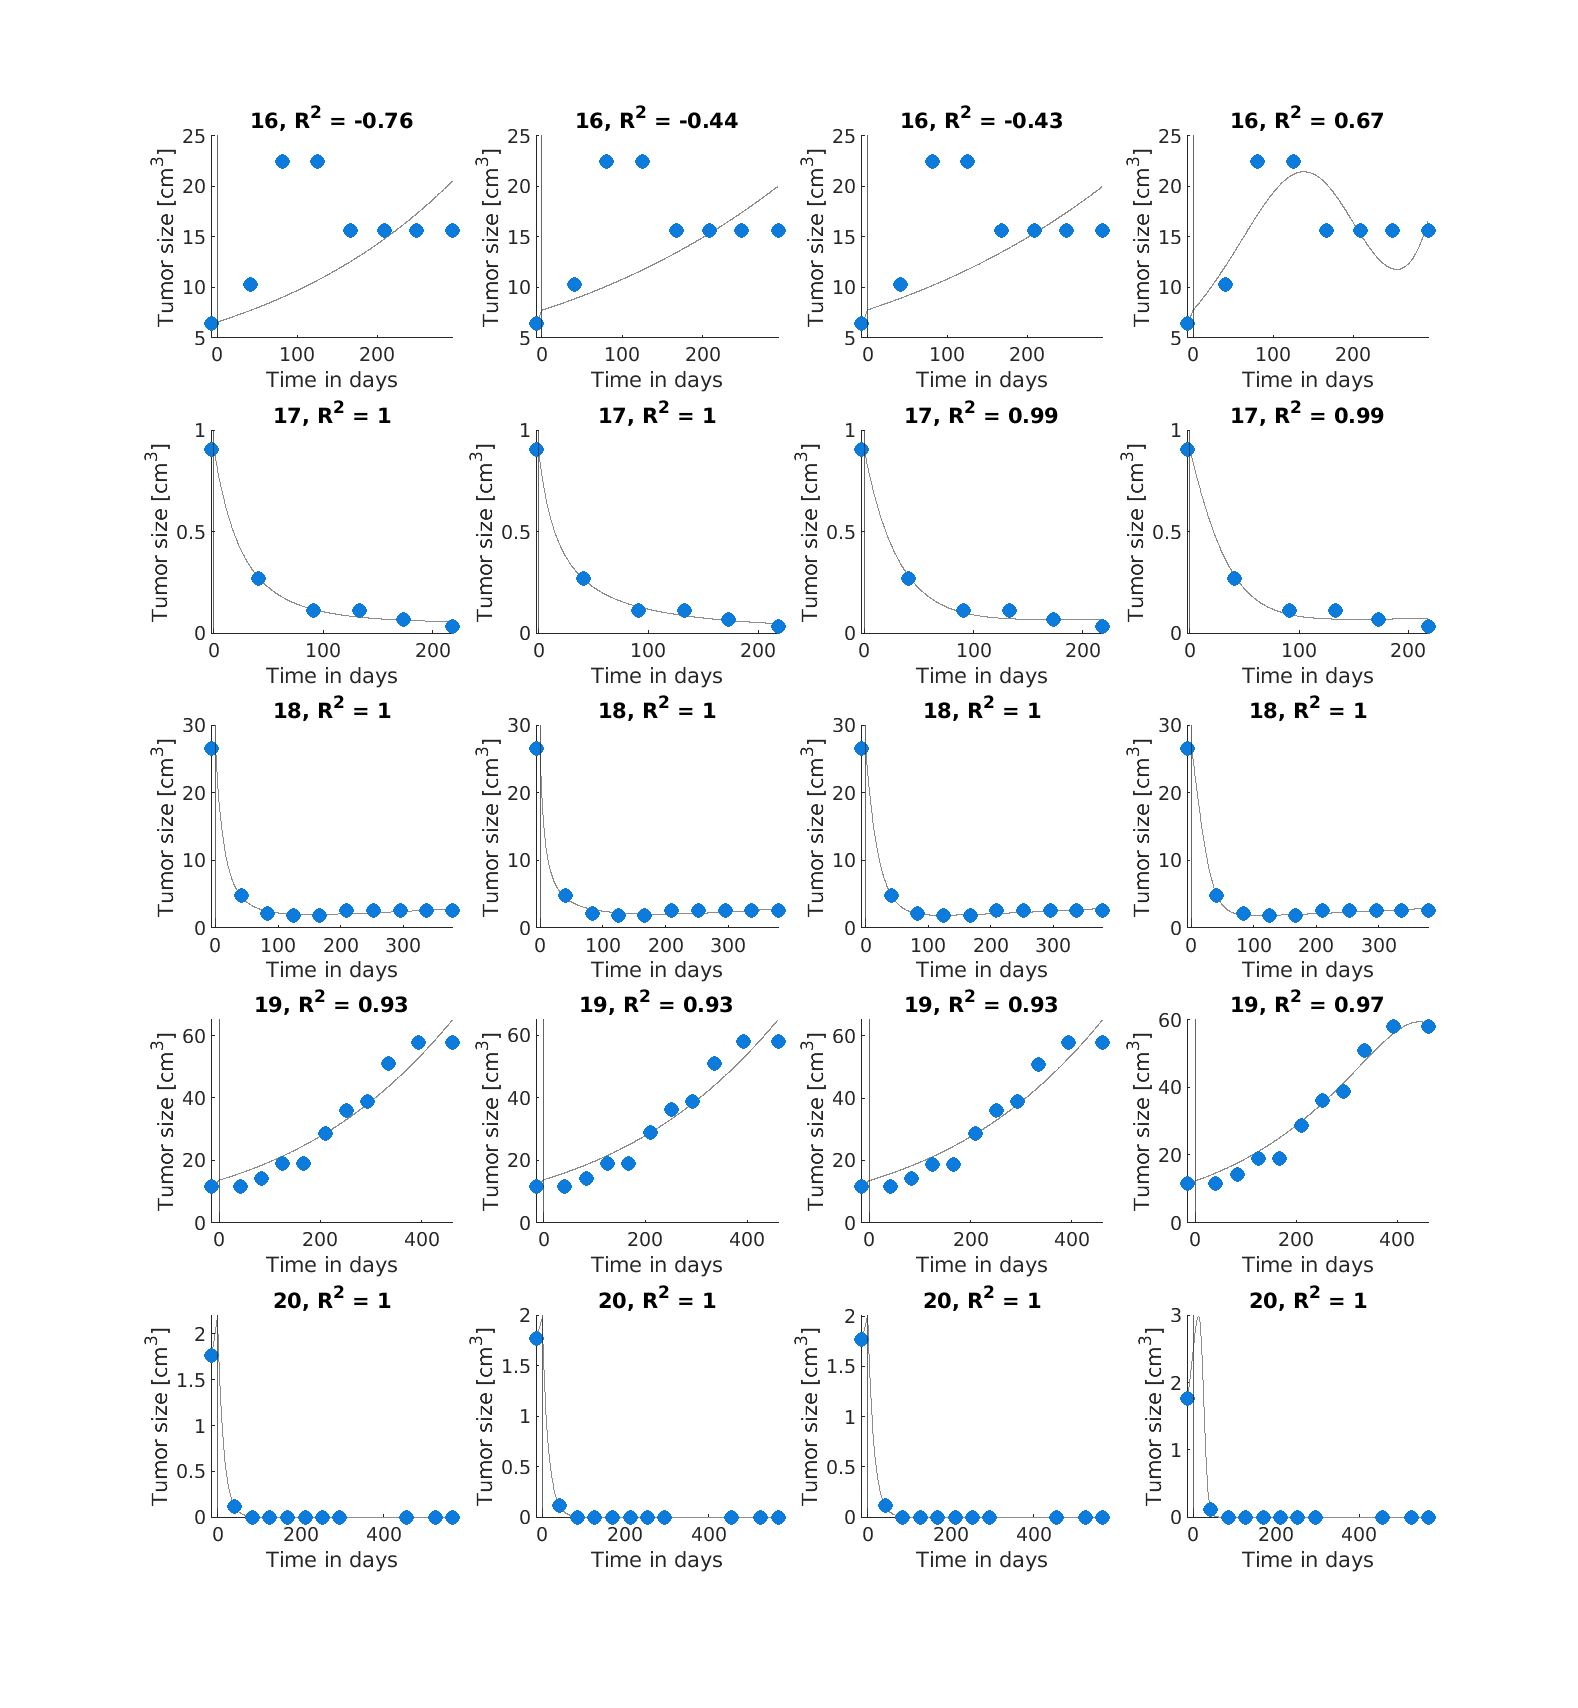 16, R² = -0.76 16, R² = -0.44 16, R² = -0.43 16, R² = 0.67
Tumor size [cm³] Tumor size [cm³] Tumor size [cm³] Tumor size [cm³]
25 25 25 25
20 20 20 20
15 15 15 15
10 10 10 10
5 5 5 5
0 100 200 0 100 200 0 100 200 0 100 200
Time in days Time in days Time in days Time in days
17, R² = 1 17, R² = 1 17, R² = 0.99 17, R² = 0.99
Tumor size [cm³] Tumor size [cm³] Tumor size [cm³] Tumor size [cm³]
1 1 1 1
0.5 0.5 0.5 0.5
0 0 0 0
0 100 200 0 100 200 0 100 200 0 100 200
Time in days Time in days Time in days Time in days
18, R² = 1 18, R² = 1 18, R² = 1 18, R² = 1
Tumor size [cm³] Tumor size [cm³] Tumor size [cm³] Tumor size [cm³]
30 30 30 30
20 20 20 20
10 10 10 10
0 0 0 0
0 100 200 300 0 100 200 300 0 100 200 300 0 100 200 300
Time in days Time in days Time in days Time in days
19, R² = 0.93 19, R² = 0.93 19, R² = 0.93 19, R² = 0.97
Tumor size [cm³] Tumor size [cm³] Tumor size [cm³] Tumor size [cm³]
60 60 60 60
40 40 40 40
20 20 20 20
0 0 0 0
0 200 400 0 200 400 0 200 400 0 200 400
Time in days Time in days Time in days Time in days
20, R² = 1 20, R² = 1 20, R² = 1 20, R² = 1
Tumor size [cm³] Tumor size [cm³] Tumor size [cm³] Tumor size [cm³]
2 2 2 3
1.5 1.5 1.5 2
1 1 1 1
0.5 0.5 0.5
0 0 0 0
0 200 400 0 200 400 0 200 400 0 200 400
Time in days Time in days Time in days Time in days